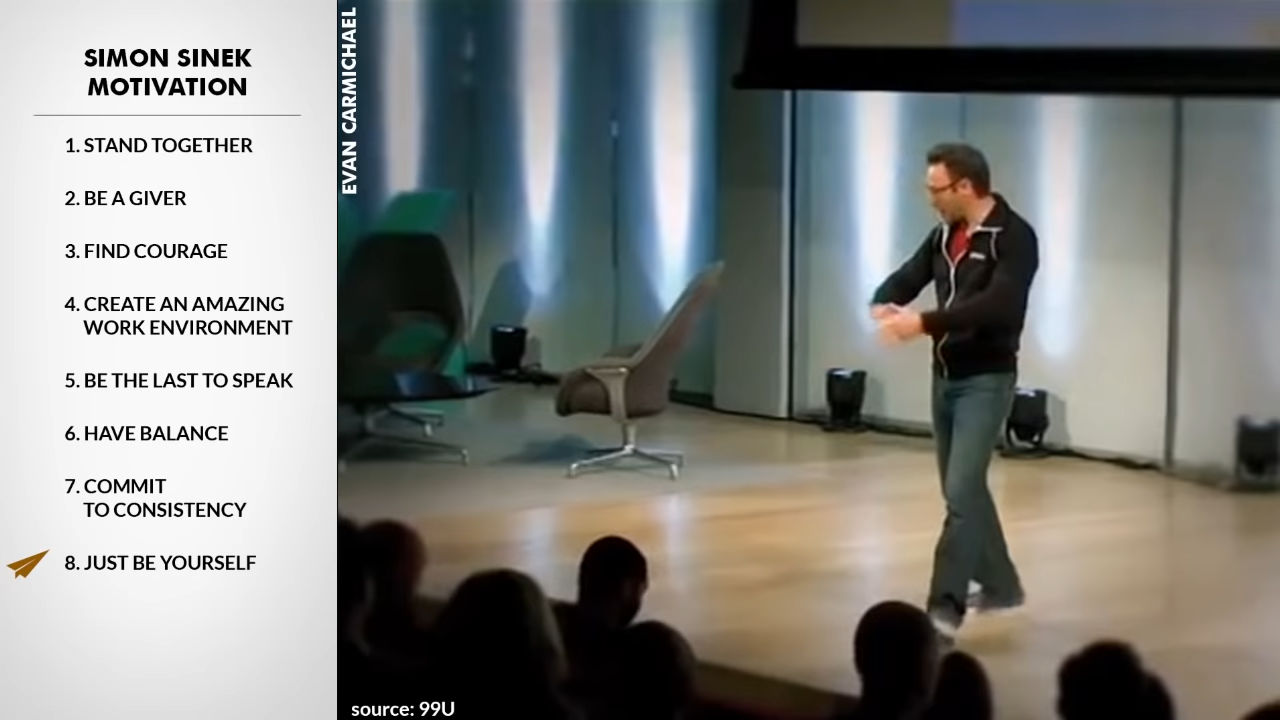 SIMON SINEK
MOTIVATION
1. STAND TOGETHER
2. BE A GIVER
3. FIND COURAGE
4. CREATE AN AMAZING
WORK ENVIRONMENT
5. BE THE LAST TO SPEAK
6. HAVE BALANCE
7. COMMIT
TO CONSISTENCY
8. JUST BE YOURSELF
EVAN CARMICHAEL
source: 99U